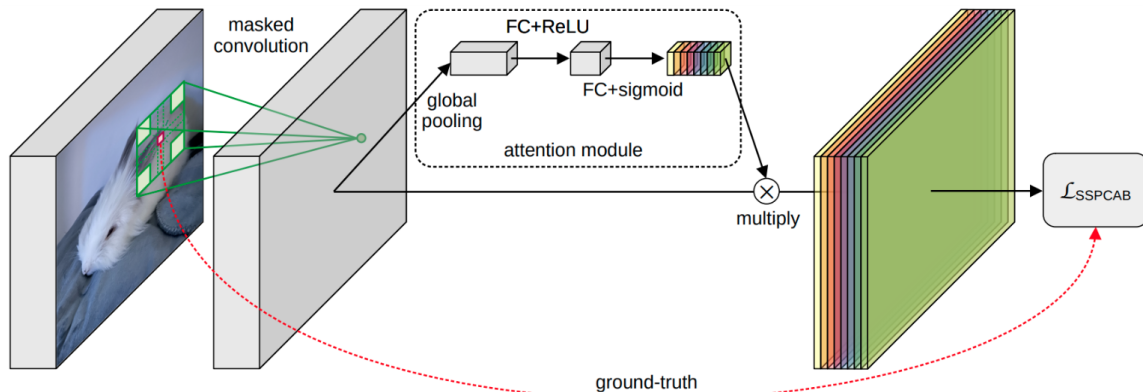 masked
convolution
FC+ReLU
global
pooling
FC+sigmoid
attention module
multiply
ℒSSPCAB
ground-truth